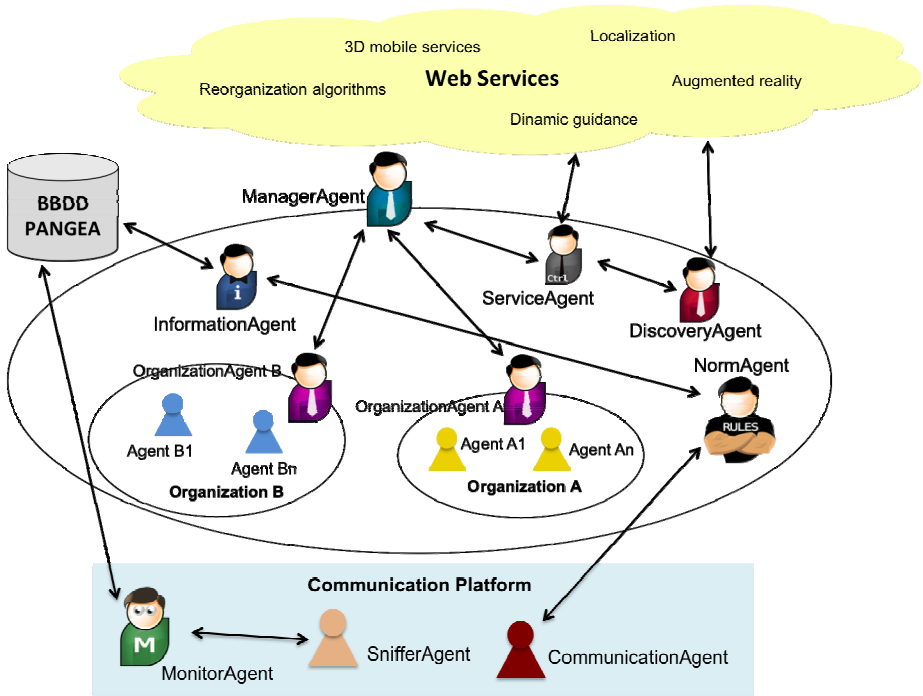 3D mobile services
Localization
Web Services
Augmented reality
Reorganization algorithms
Dinamic guidance
BBDD
PANGEA
ManagerAgent
Ctrl
i
ServiceAgent
InformationAgent
DiscoveryAgent
NormAgent
OrganizationAgent B
OrganizationAgent A
RULES
Agent B1
Agent Bn
Organization B
Agent A1
Agent An
Organization A
Communication Platform
M
MonitorAgent
SnifferAgent
CommunicationAgent